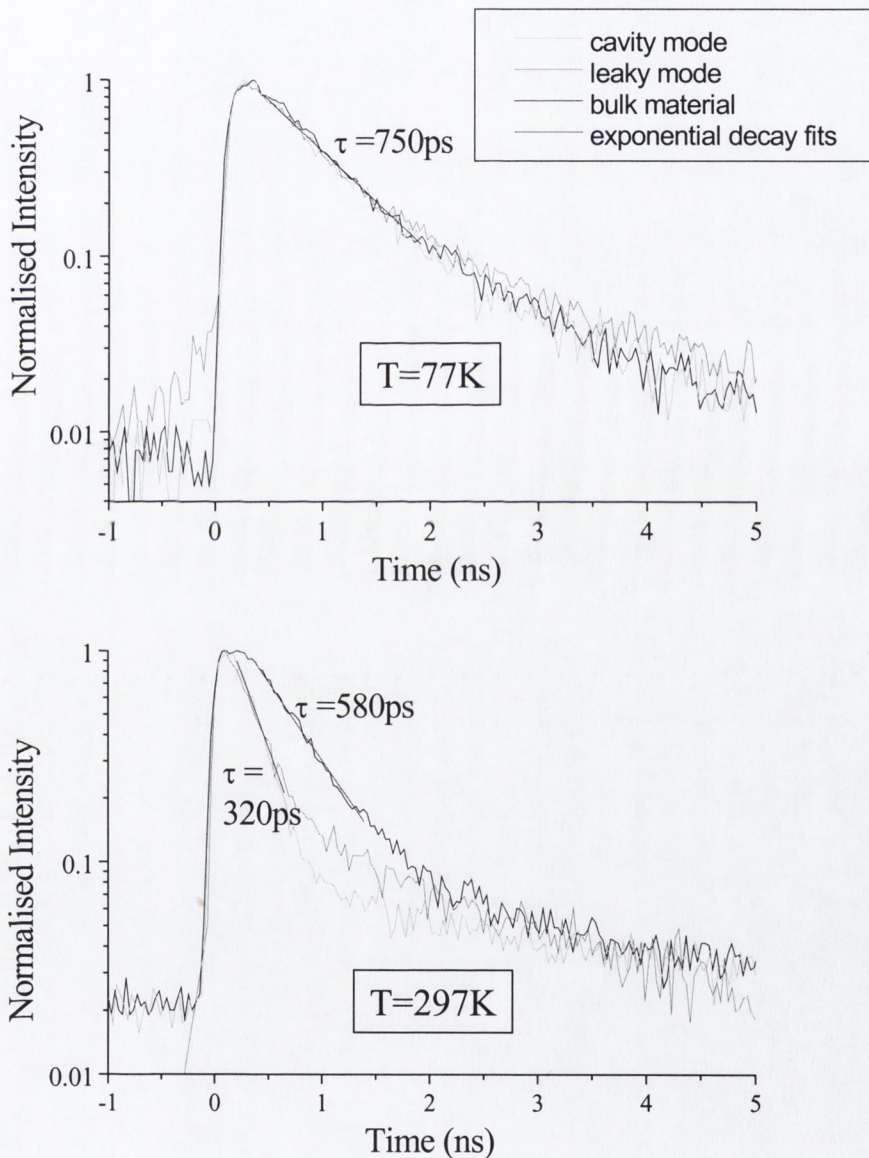 cavity mode
leaky mode
bulk material
exponential decay fits
Normalised Intensity
1
0.1
0.01
τ =750ps
T=77K
-1 0 1 2 3 4 5
Time (ns)
Normalised Intensity
1
0.1
0.01
τ =580ps
τ =
320ps
T=297K
-1 0 1 2 3 4 5
Time (ns)